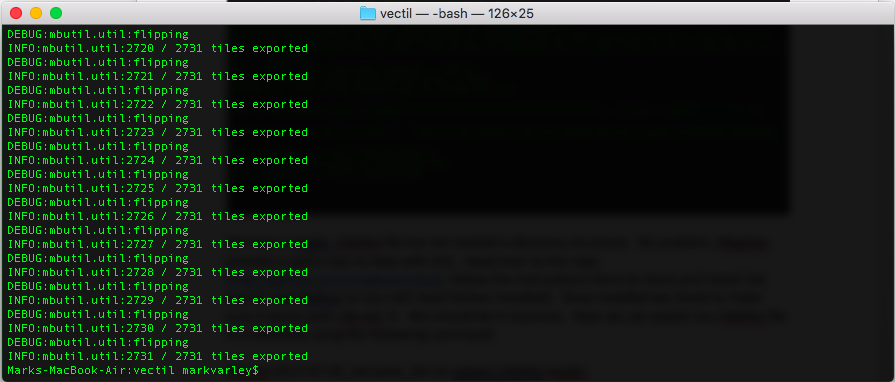 vectil — -bash — 126×25
DEBUG:mbutil.util:flipping
INFO:mbutil.util:2720 / 2731 tiles exported
DEBUG:mbutil.util:flipping
INFO:mbutil.util:2721 / 2731 tiles exported
DEBUG:mbutil.util:flipping
INFO:mbutil.util:2722 / 2731 tiles exported
DEBUG:mbutil.util:flipping
INFO:mbutil.util:2723 / 2731 tiles exported
DEBUG:mbutil.util:flipping
INFO:mbutil.util:2724 / 2731 tiles exported
DEBUG:mbutil.util:flipping
INFO:mbutil.util:2725 / 2731 tiles exported
DEBUG:mbutil.util:flipping
INFO:mbutil.util:2726 / 2731 tiles exported
DEBUG:mbutil.util:flipping
INFO:mbutil.util:2727 / 2731 tiles exported
DEBUG:mbutil.util:flipping
INFO:mbutil.util:2728 / 2731 tiles exported
DEBUG:mbutil.util:flipping
INFO:mbutil.util:2729 / 2731 tiles exported
DEBUG:mbutil.util:flipping
INFO:mbutil.util:2730 / 2731 tiles exported
DEBUG:mbutil.util:flipping
INFO:mbutil.util:2731 / 2731 tiles exported
Marks-MacBook-Air:vectil markvarley$